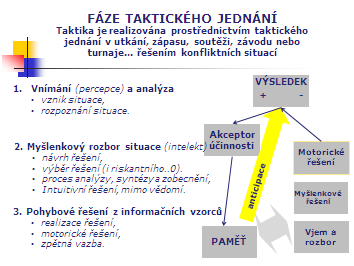 FÁZE TAKTICKÉHO JEDNÁNÍ
Taktika je realizována prostřednictvím taktického
jednání v utkání, zápasu, soutěži, závodu nebo
turnaje... řešením konfliktních situací
1. Vnímání (percepce) a analýza
• vznik situace,
• rozpoznání situace.
2. Myšlenkový rozbor situace (intelekt)
• návrh řešení,
• výběr řešení (i riskantního..0).
• proces analýzy, syntézya zobecnění,
• Intuitivní řešení, mimo vědomí.
3. Pohybové řešení z informačních vzorců
• realizace řešení,
• motorické řešení,
• zpětná vazba.
VÝSLEDEK
+ -
Akceptor
účinnosti
Motorické
řešení
anticipace
Myšlenkové
řešení
PAMĚŤ
Vjem a
rozbor